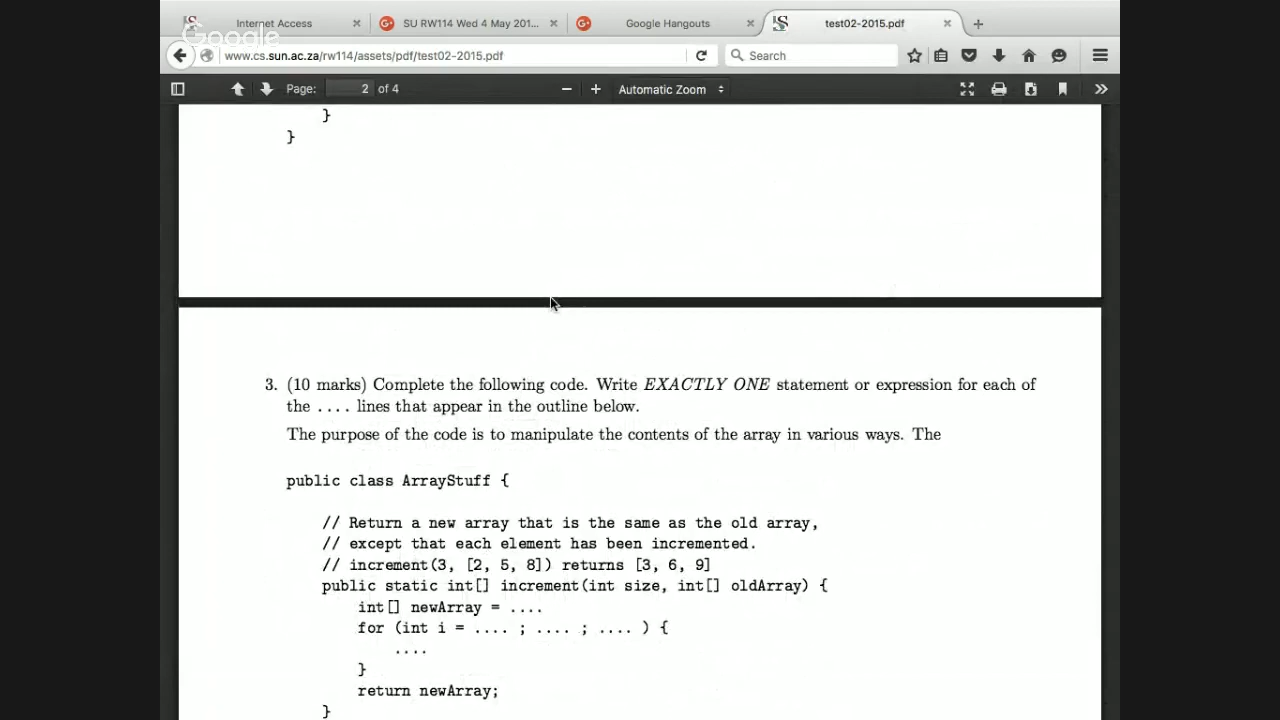 Internet Access
SU RW114 Wed 4 May 201...
Google Hangouts
test02-2015.pdf
Google
www.cs.sun.ac.za/rw114/assets/pdf/test02-2015.pdf
Search
Page: 2 of 4
Automatic Zoom
}
}
3. (10 marks) Complete the following code. Write EXACTLY ONE statement or expression for each of
the .... lines that appear in the outline below.
The purpose of the code is to manipulate the contents of the array in various ways. The
public class ArrayStuff {
// Return a new array that is the same as the old array,
// except that each element has been incremented.
// increment(3, [2, 5, 8]) returns [3, 6, 9]
public static int[] increment(int size, int[] oldArray) {
int[] newArray = ....
for (int i = .... ; .... ; .... ) {
....
}
return newArray;
}